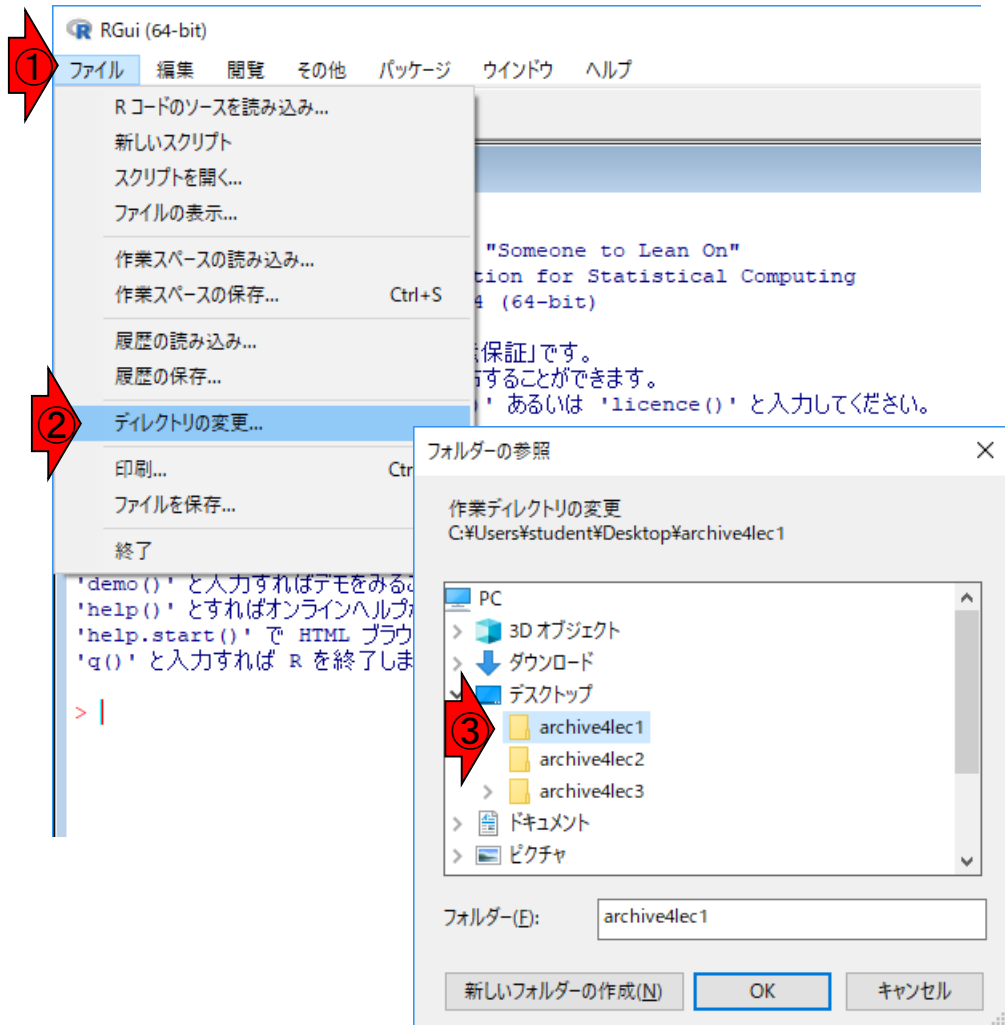 RGui (64-bit)
①
ファイル 編集 閲覧 その他 パッケージ ウインドウ ヘルプ
R コードのソースを読み込み...
新しいスクリプト
スクリプトを開く...
ファイルの表示...
作業スペースの読み込み...
作業スペースの保存... Ctrl+S
履歴の読み込み...
履歴の保存...
②
ディレクトリの変更...
印刷... Ctr
ファイルを保存...
終了
"Someone to Lean On"
tion for Statistical Computing
4 (64-bit)
保証」です。
することができます。
)' あるいは 'licence()' と入力してください。
'demo()' と入力すればデモをみるこ
'help()' とすればオンラインヘルプが
'help.start()' で HTML ブラウ
'q()' と入力すれば R を終了しま
>
フォルダーの参照
作業ディレクトリの変更
C:¥Users¥student¥Desktop¥archive4lec1
PC
3D オブジェクト
ダウンロード
デスクトップ
③
archive4lec1
archive4lec2
archive4lec3
ドキュメント
ピクチャ
フォルダー(F): archive4lec1
新しいフォルダーの作成(N) OK キャンセル